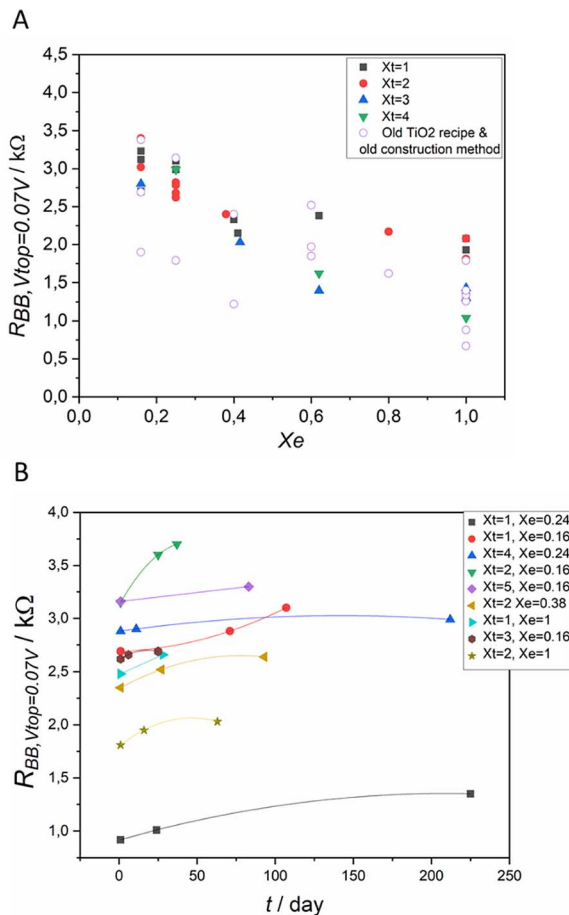 A
4,5
4,0
3,5
3,0
2,5
2,0
1,5
1,0
0,5
0,0
R_BB,Vtop=0.07V / kΩ
Xt=1
Xt=2
Xt=3
Xt=4
Old TiO2 recipe &
old construction method
0,0 0,2 0,4 0,6 0,8 1,0
Xe
B
4,0
3,5
3,0
2,5
2,0
1,5
1,0
R_BB,Vtop=0.07V / kΩ
Xt=1, Xe=0.24
Xt=1, Xe=0.16
Xt=4, Xe=0.24
Xt=2, Xe=0.16
Xt=5, Xe=0.16
Xt=2 Xe=0.38
Xt=1, Xe=1
Xt=3, Xe=0.16
Xt=2, Xe=1
0 50 100 150 200 250
t / day